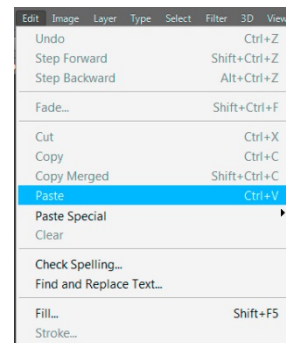 Edit Image Layer Type Select Filter 3D View
Undo Ctrl+Z
Step Forward Shift+Ctrl+Z
Step Backward Alt+Ctrl+Z
Fade... Shift+Ctrl+F
Cut Ctrl+X
Copy Ctrl+C
Copy Merged Shift+Ctrl+C
Paste Ctrl+V
Paste Special
Clear
Check Spelling...
Find and Replace Text...
Fill... Shift+F5
Stroke...